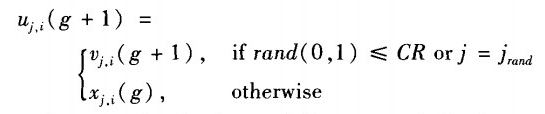 u_{j,i}(g + 1) =
{ v_{j,i}(g + 1) ,   if rand(0,1) ≤ CR or j = j_{rand}
x_{j,i}(g) ,   otherwise